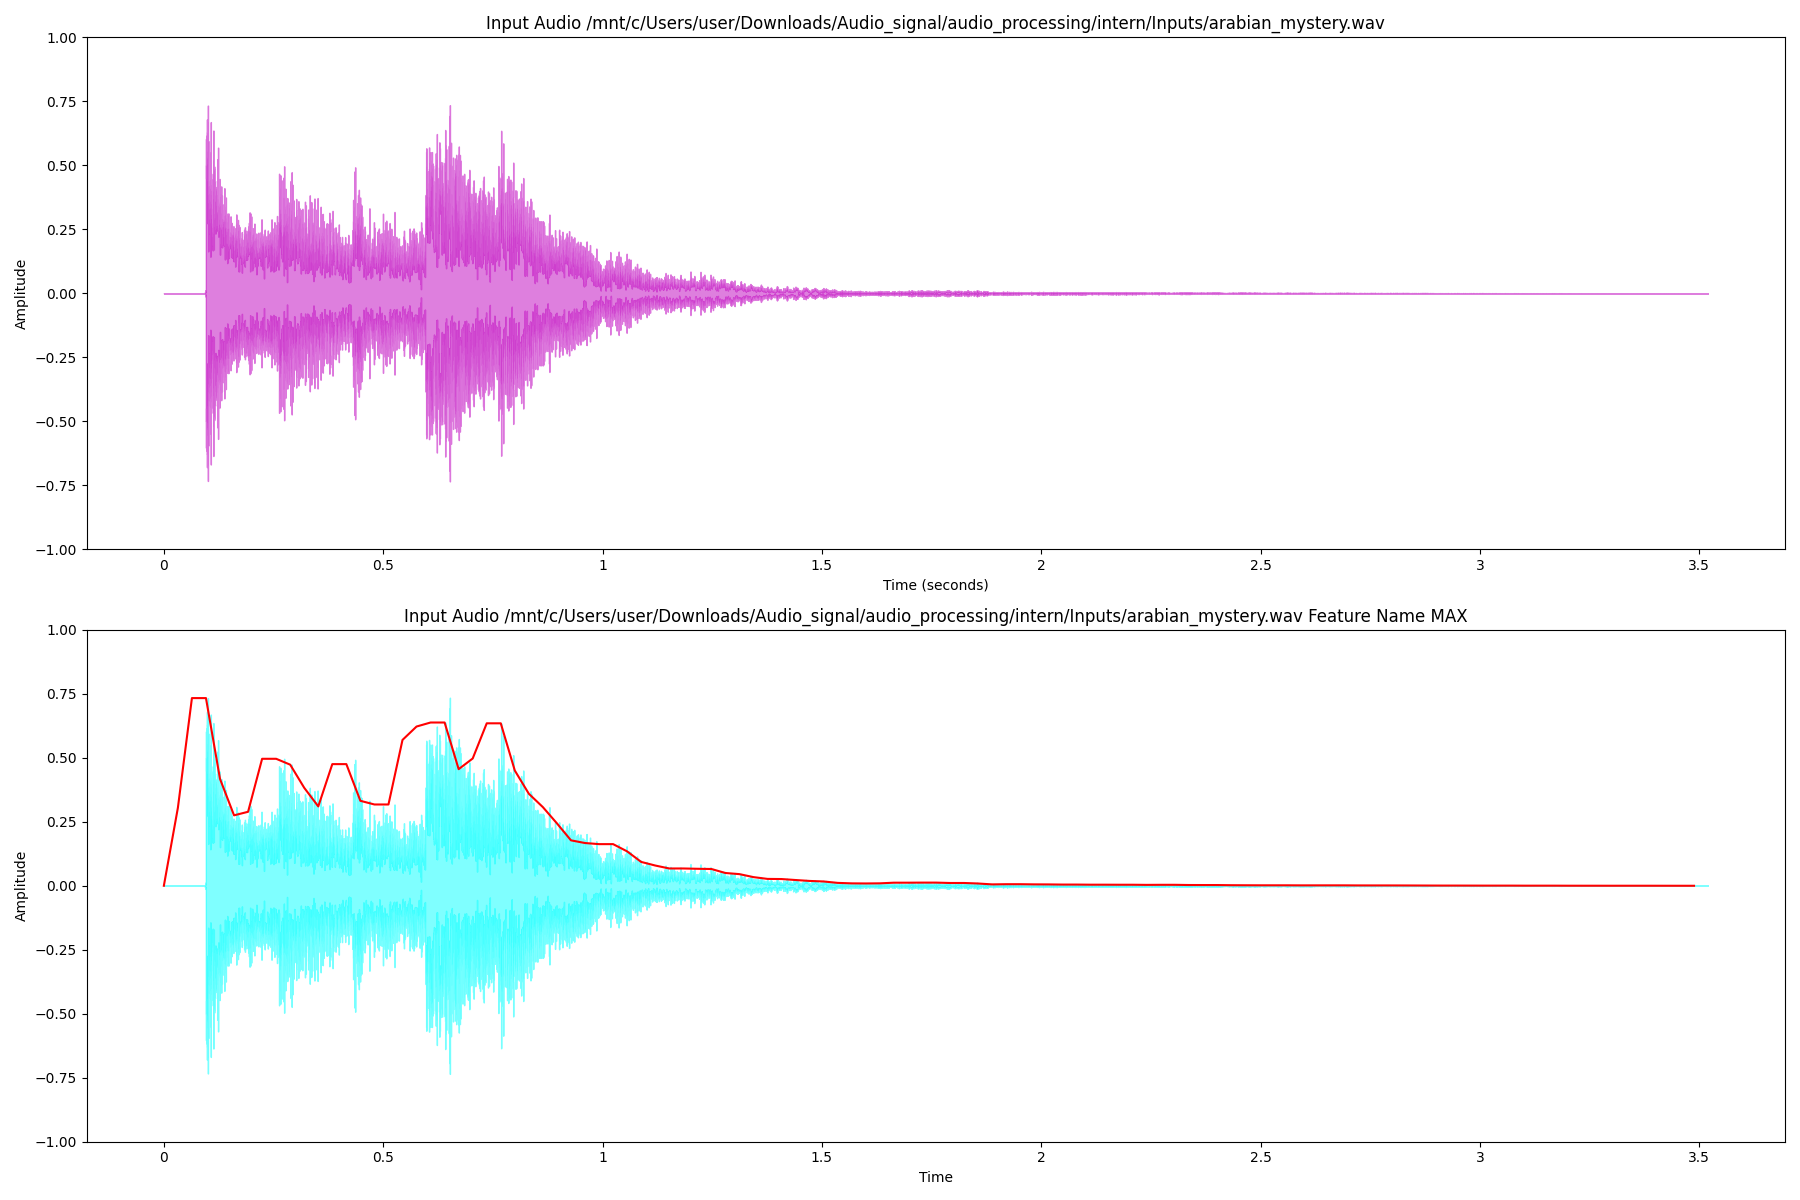 Input Audio /mnt/c/Users/user/Downloads/Audio_signal/audio_processing/intern/Inputs/arabian_mystery.wav
1.00
0.75
0.50
0.25
0.00
−0.25
−0.50
−0.75
−1.00
Amplitude
0 0.5 1 1.5 2 2.5 3 3.5
Time (seconds)
Input Audio /mnt/c/Users/user/Downloads/Audio_signal/audio_processing/intern/Inputs/arabian_mystery.wav Feature Name MAX
1.00
0.75
0.50
0.25
0.00
−0.25
−0.50
−0.75
−1.00
Amplitude
0 0.5 1 1.5 2 2.5 3 3.5
Time